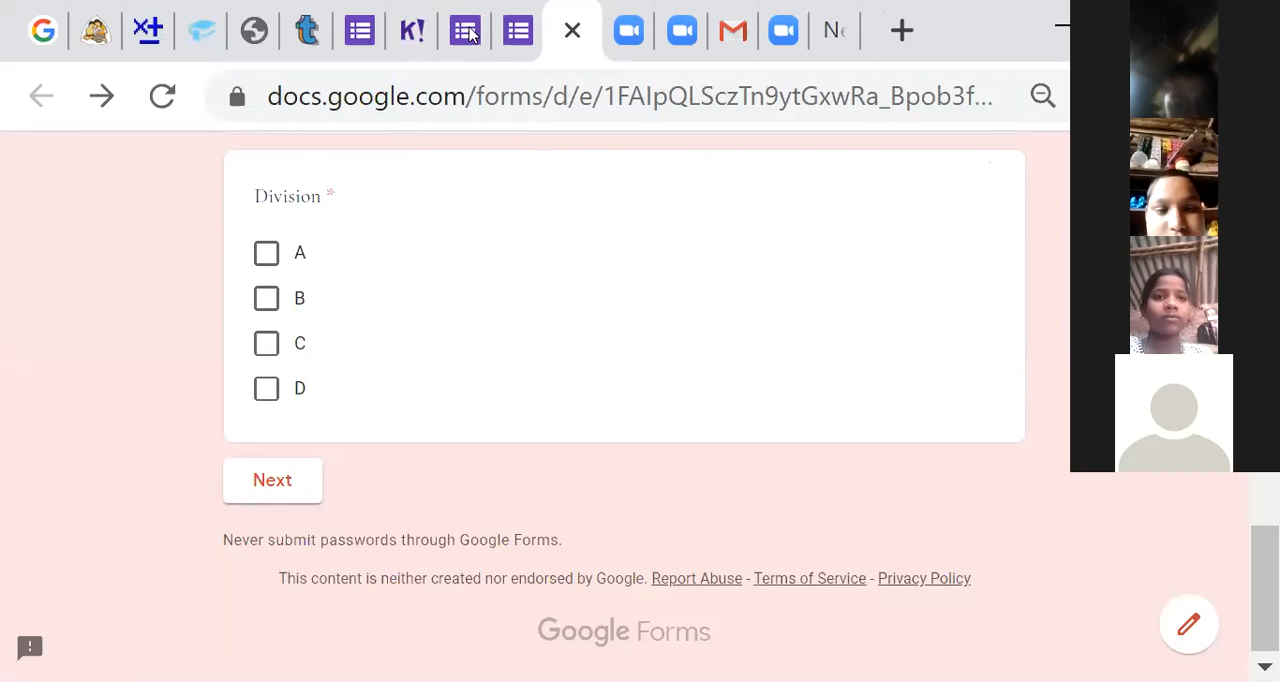 K!
Ne
docs.google.com/forms/d/e/1FAIpQLSczTn9ytGxwRa_Bpob3f...
Division *
A
B
C
D
Next
Never submit passwords through Google Forms.
This content is neither created nor endorsed by Google. Report Abuse - Terms of Service - Privacy Policy
Google Forms